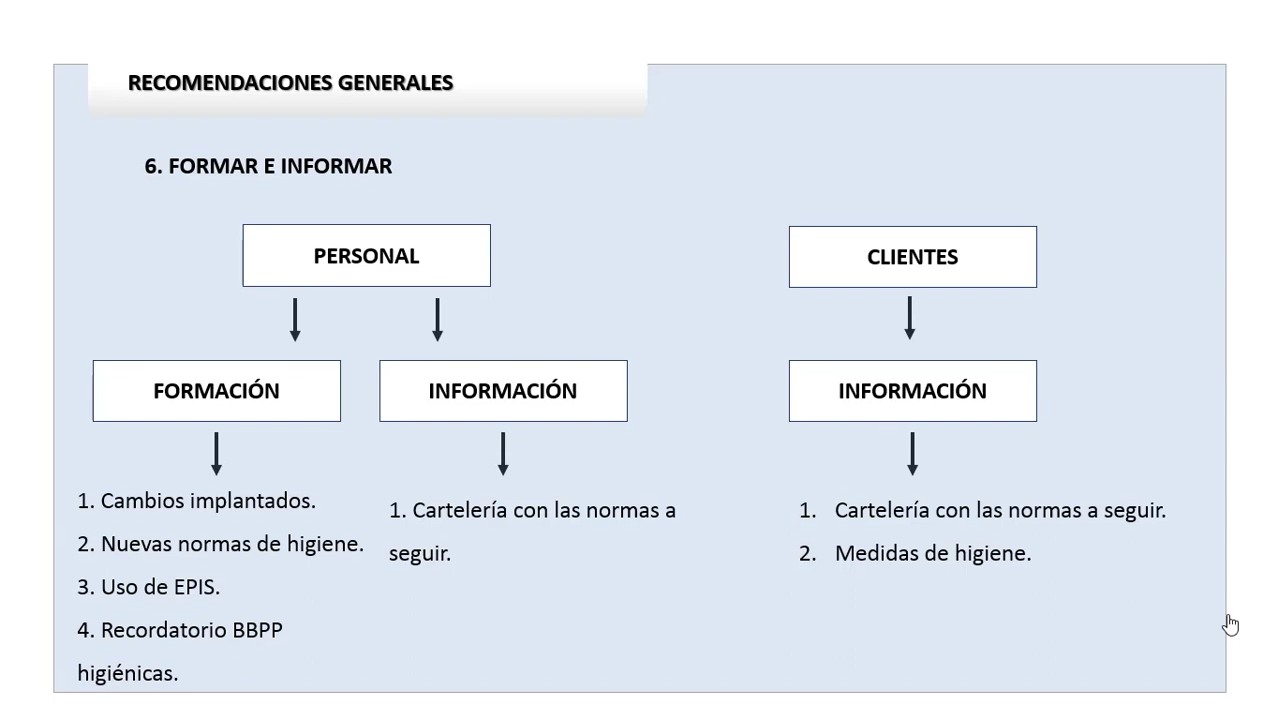 RECOMENDACIONES GENERALES
6. FORMAR E INFORMAR
PERSONAL
CLIENTES
FORMACIÓN
INFORMACIÓN
INFORMACIÓN
1. Cambios implantados.
2. Nuevas normas de higiene.
3. Uso de EPIS.
4. Recordatorio BBPP
higiénicas.
1. Cartelería con las normas a
seguir.
1. Cartelería con las normas a seguir.
2. Medidas de higiene.